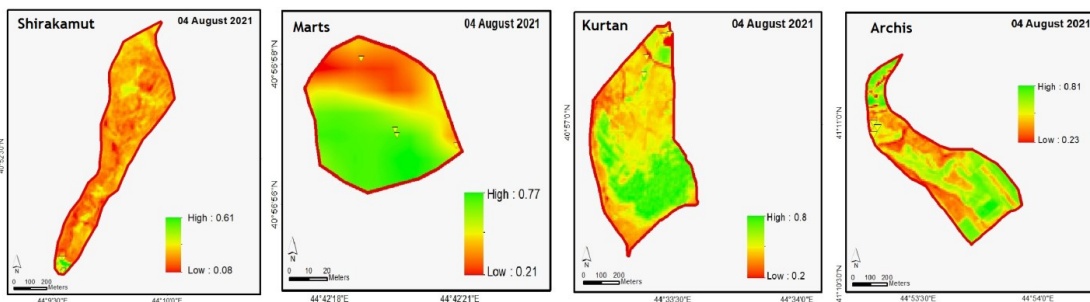 Shirakamut
04 August 2021
High : 0.61
Low : 0.08
N
0 100 200
Meters
44°9'30"E
44°10'0"E
Marts
04 August 2021
40°56'58"N
40°56'56"N
High : 0.77
Low : 0.21
N
0 10 20
Meters
44°42'18"E
44°42'21"E
Kurtan
04 August 2021
40°57'0"N
High : 0.8
Low : 0.2
N
0 100 200
Meters
44°33'30"E
44°34'0"E
Archis
04 August 2021
41°11'0"N
41°10'30"N
High : 0.81
Low : 0.23
N
0 100 200
Meters
44°53'30"E
44°54'0"E